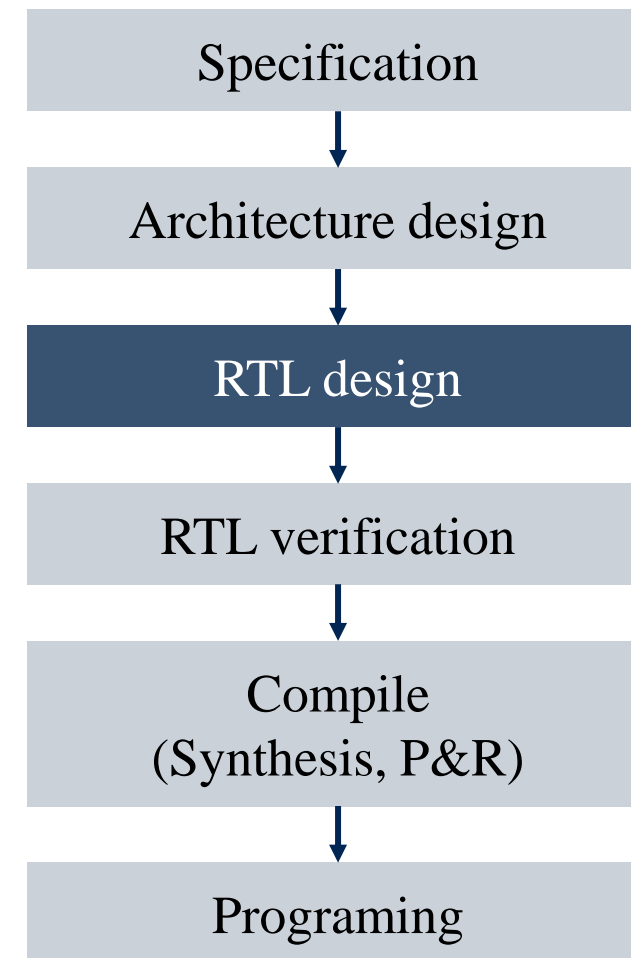 Specification
Architecture design
RTL design
RTL verification
Compile
(Synthesis, P&R)
Programing